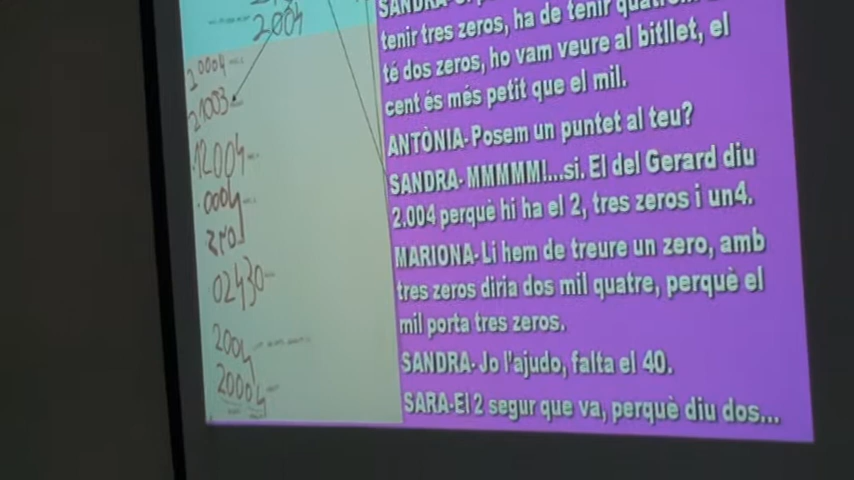 2004
20004
21003
12004
0004
zero
02430
2004
20004
tenir tres zeros, ha de tenir
té dos zeros, ho vam veure al bitllet, el
cent és més petit que el mil.
ANTÒNIA-Posem un puntet al teu?
SANDRA-MMMMM!...si. El del Gerard diu
2.004 perquè hi ha el 2, tres zeros i un4.
MARIONA-Li hem de treure un zero, amb
tres zeros diria dos mil quatre, perquè el
mil porta tres zeros.
SANDRA-Jo l'ajudo, falta el 40.
SARA-El 2 segur que va, perquè diu dos...